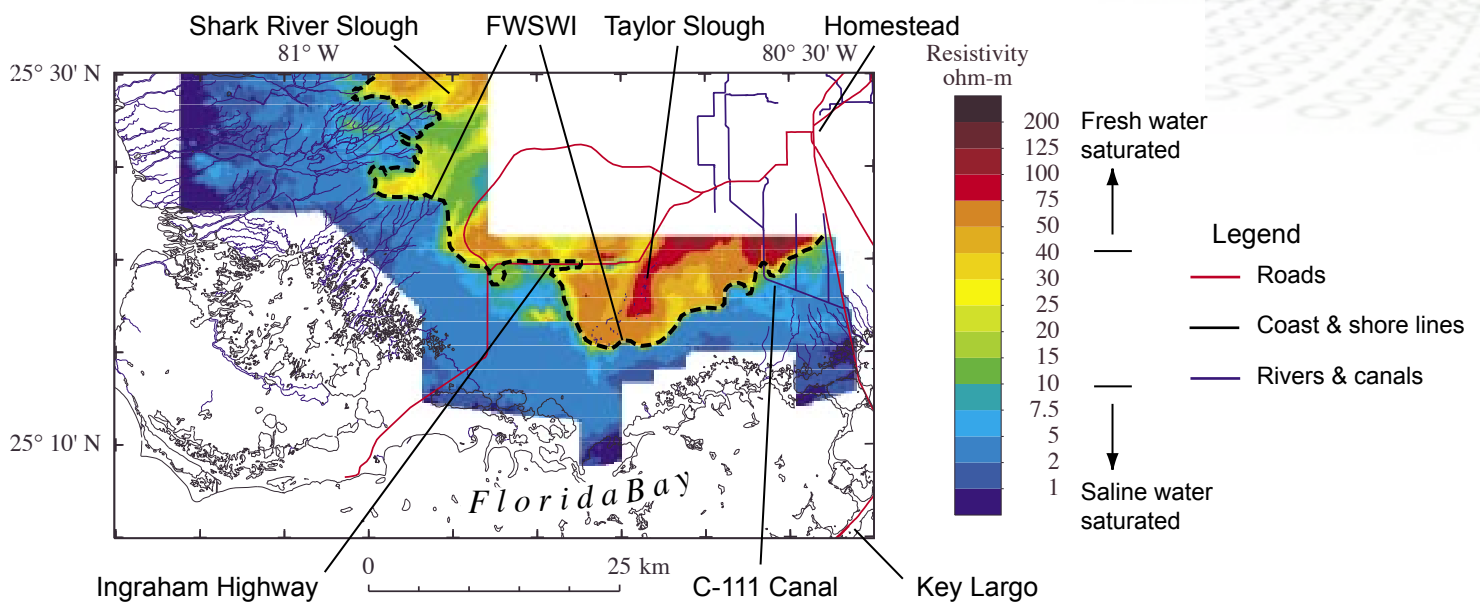 Shark River Slough FWSWI Taylor Slough Homestead
81° W 80° 30' W
25° 30' N
25° 10' N
Florida Bay
Ingraham Highway
0 25 km
C-111 Canal
Key Largo
Resistivity
ohm-m
200
125
100
75
50
40
30
25
20
15
10
7.5
5
2
1
Fresh water
saturated
Saline water
saturated
Legend
Roads
Coast & shore lines
Rivers & canals